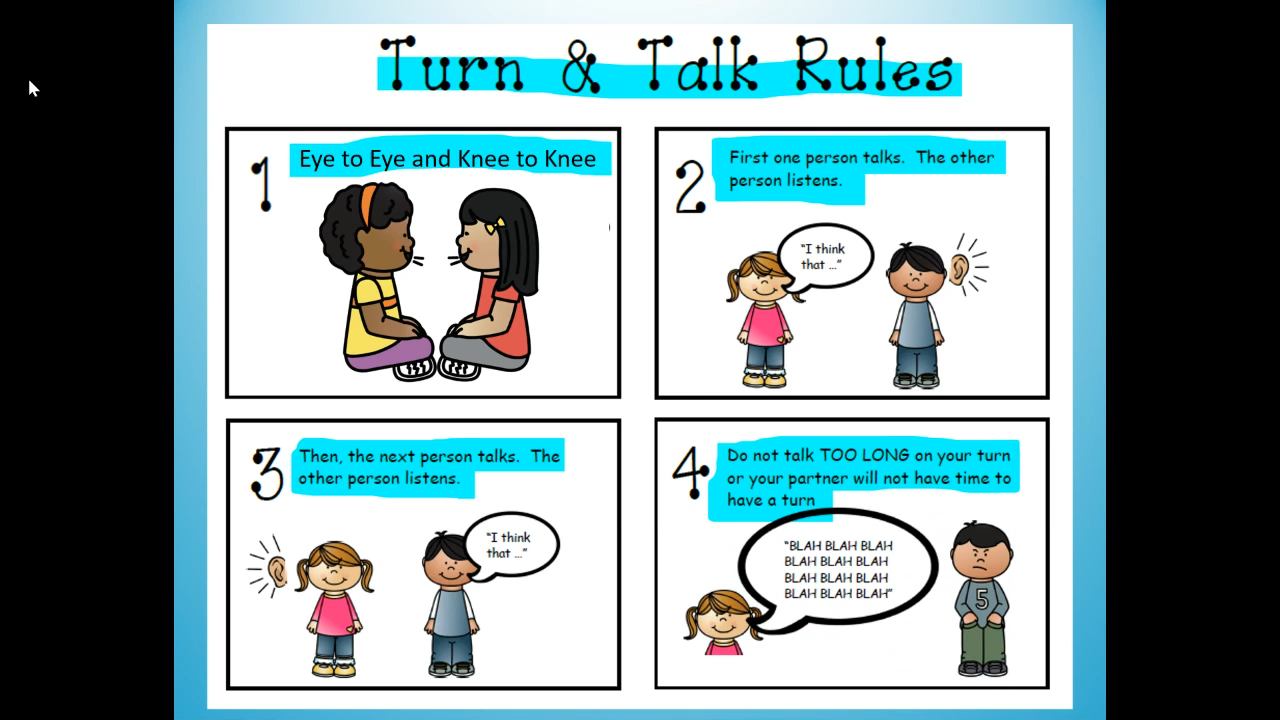 Turn & Talk Rules
1
Eye to Eye and Knee to Knee
2
First one person talks. The other
person listens.
"I think
that ..."
3
Then, the next person talks. The
other person listens.
"I think
that ..."
4
Do not talk TOO LONG on your turn
or your partner will not have time to
have a turn
"BLAH BLAH BLAH
BLAH BLAH BLAH
BLAH BLAH BLAH
BLAH BLAH BLAH"
5